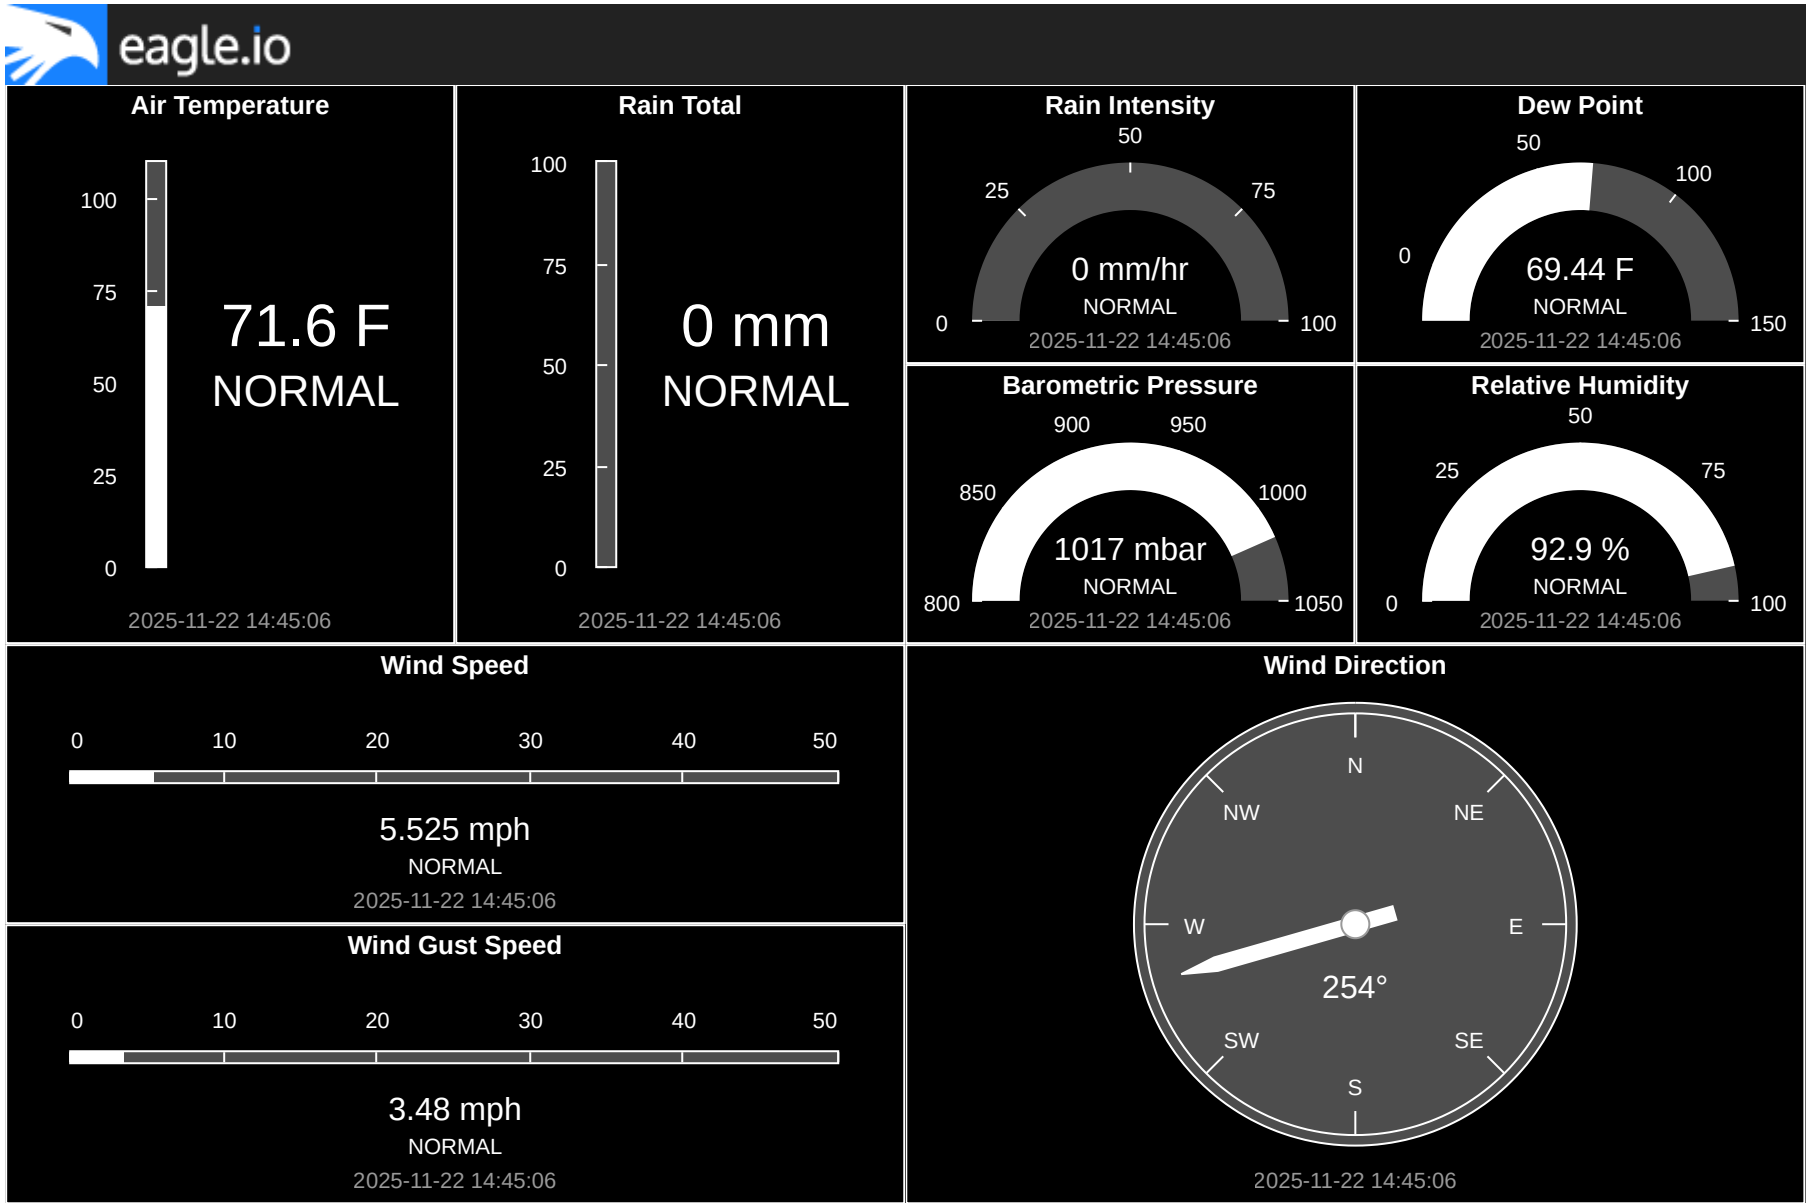 eagle.io
Air Temperature
100
75
50
25
0
71.6 F
NORMAL
2025-11-22 14:45:06
Rain Total
100
75
50
25
0
0 mm
NORMAL
2025-11-22 14:45:06
Rain Intensity
50
25
75
0
100
0 mm/hr
NORMAL
2025-11-22 14:45:06
Dew Point
50
100
0
150
69.44 F
NORMAL
2025-11-22 14:45:06
Barometric Pressure
900
950
850
1000
800
1050
1017 mbar
NORMAL
2025-11-22 14:45:06
Relative Humidity
50
25
75
0
100
92.9 %
NORMAL
2025-11-22 14:45:06
Wind Speed
0 10 20 30 40 50
5.525 mph
NORMAL
2025-11-22 14:45:06
Wind Gust Speed
0 10 20 30 40 50
3.48 mph
NORMAL
2025-11-22 14:45:06
Wind Direction
N
NW NE
W E
254°
SW SE
S
2025-11-22 14:45:06